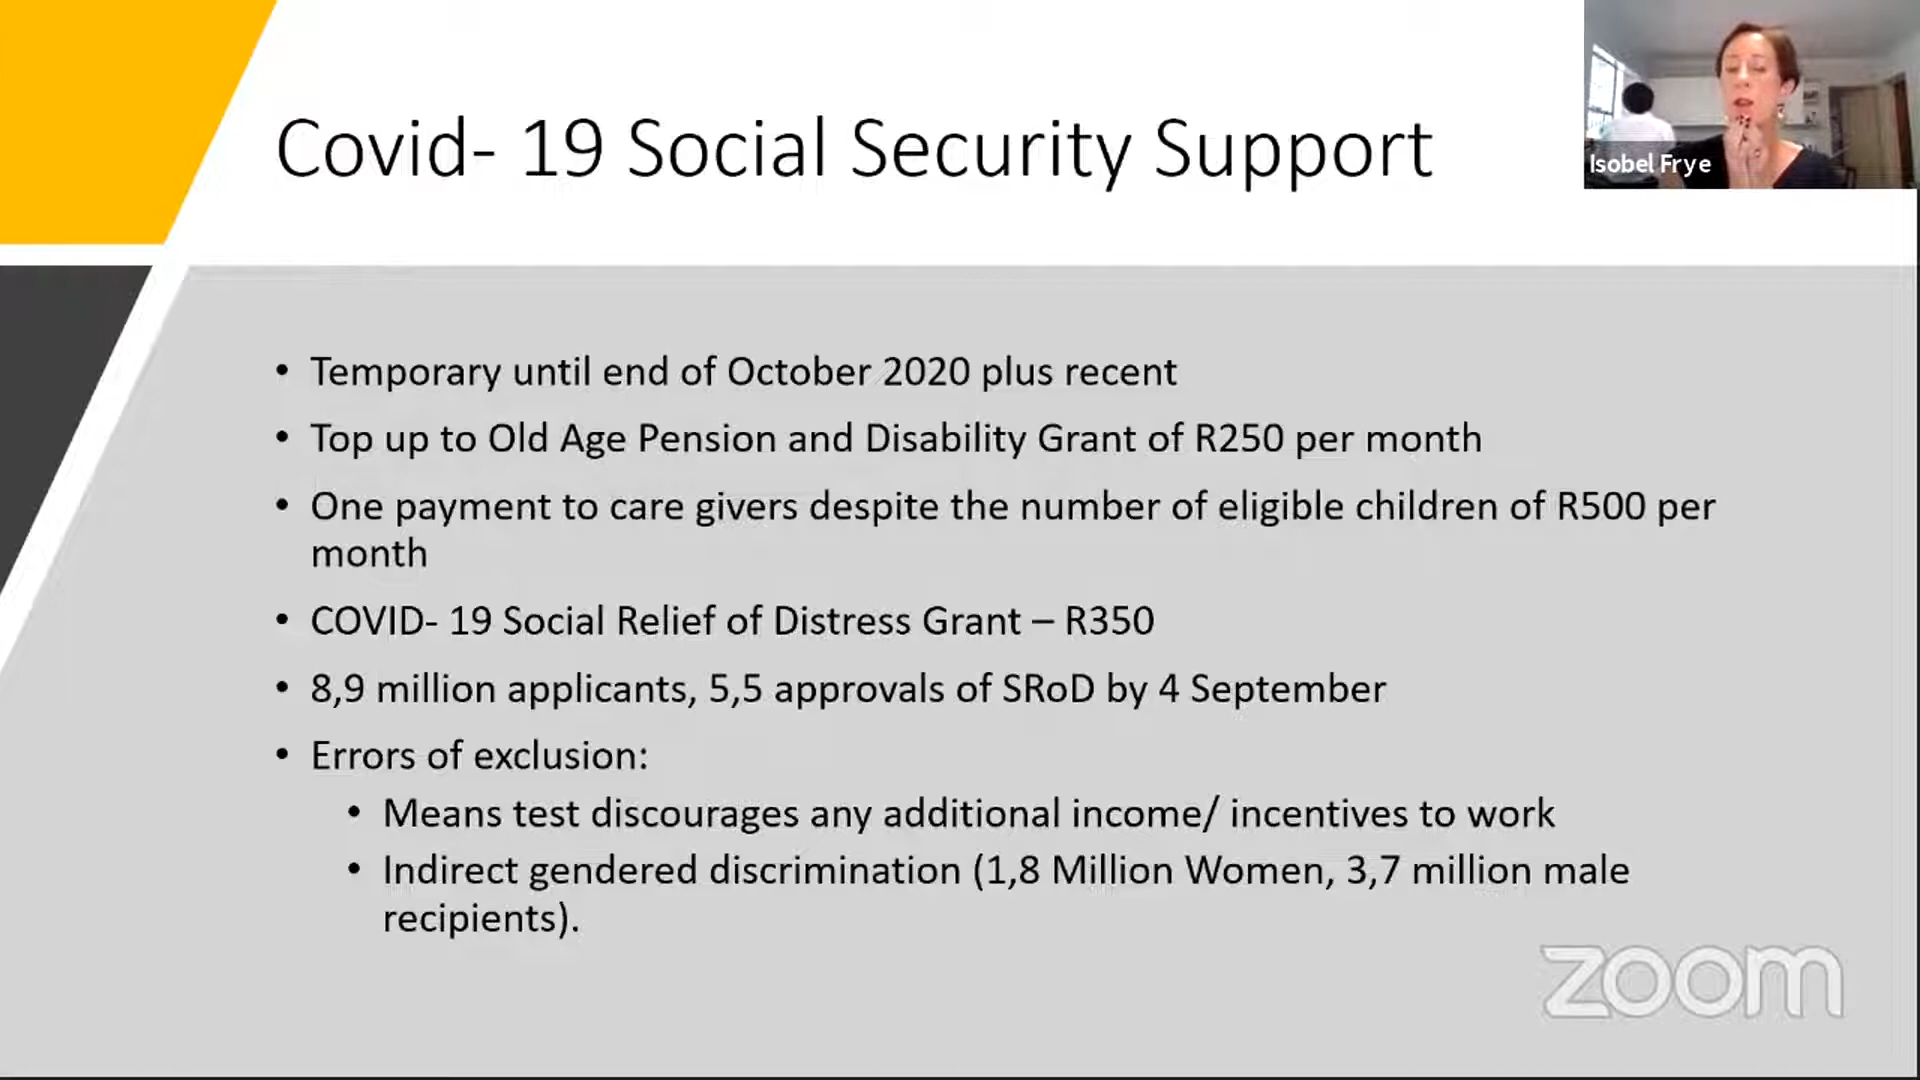 Covid- 19 Social Security Support
Isobel Frye
• Temporary until end of October 2020 plus recent
• Top up to Old Age Pension and Disability Grant of R250 per month
• One payment to care givers despite the number of eligible children of R500 per
month
• COVID- 19 Social Relief of Distress Grant – R350
• 8,9 million applicants, 5,5 approvals of SRoD by 4 September
• Errors of exclusion:
• Means test discourages any additional income/ incentives to work
• Indirect gendered discrimination (1,8 Million Women, 3,7 million male
recipients).
zoom